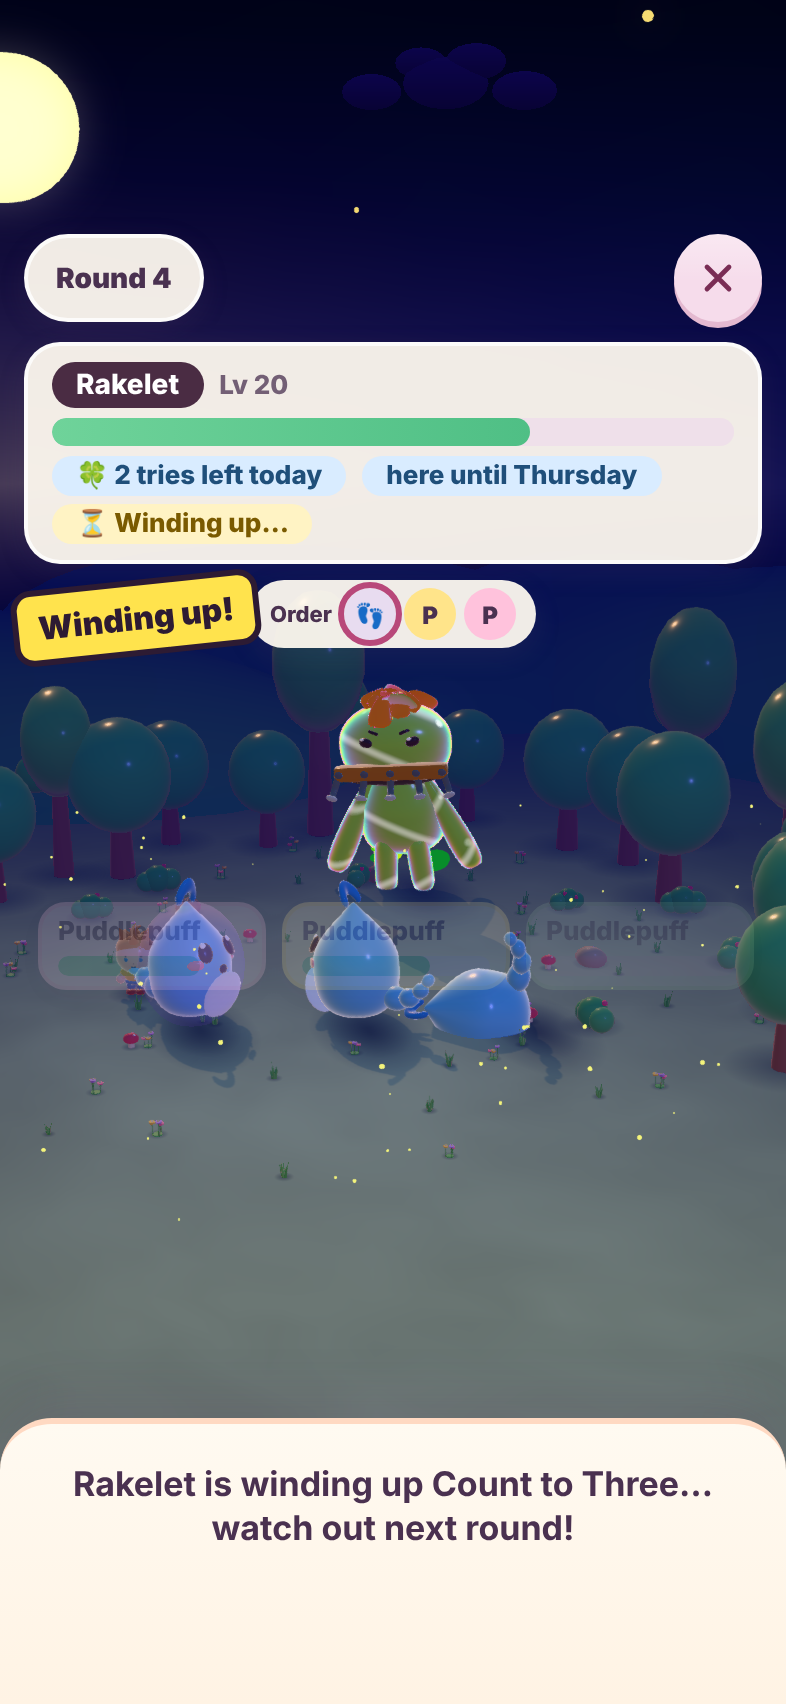 Round 4
Rakelet Lv 20
🍀 2 tries left today here until Thursday
⏳ Winding up...
Winding up!
Order 👣 P P
Puddlepuff Puddlepuff Puddlepuff
Rakelet is winding up Count to Three...
watch out next round!